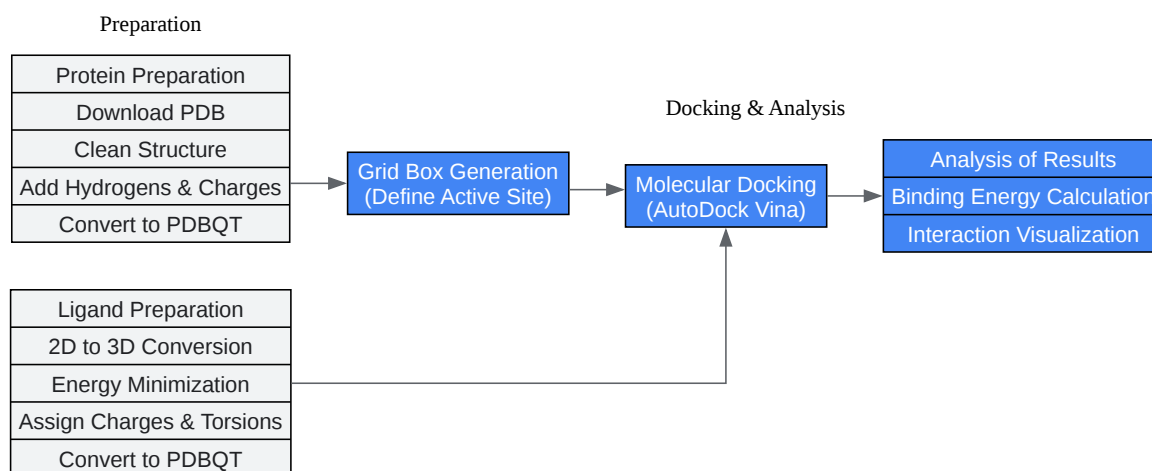 Preparation
Protein Preparation
Download PDB
Clean Structure
Add Hydrogens & Charges
Convert to PDBQT
Ligand Preparation
2D to 3D Conversion
Energy Minimization
Assign Charges & Torsions
Convert to PDBQT
Docking & Analysis
Grid Box Generation
(Define Active Site)
Molecular Docking
(AutoDock Vina)
Analysis of Results
Binding Energy Calculation
Interaction Visualization